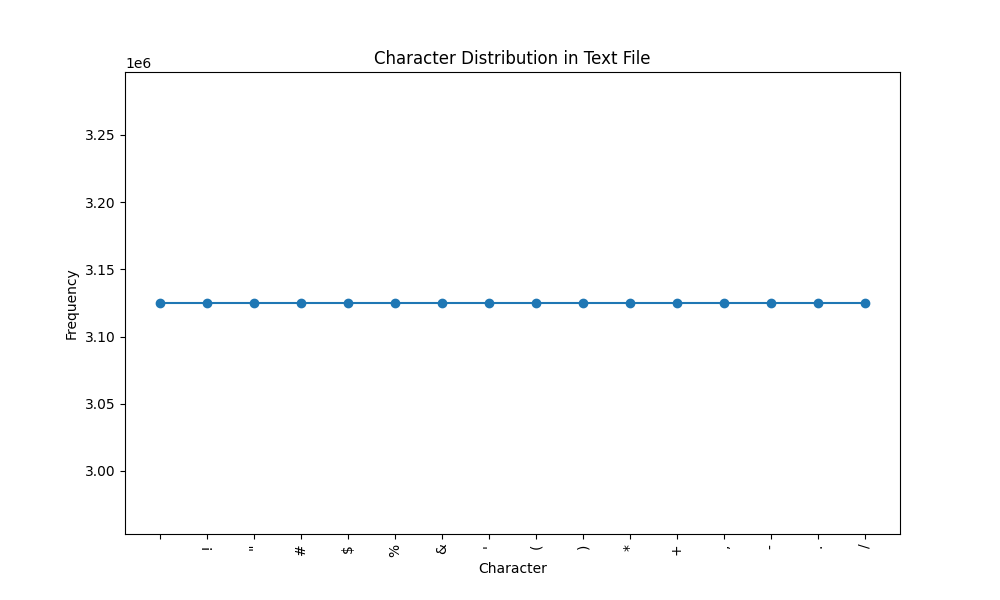 Character Distribution in Text File
1e6
3.25
3.20
3.15
3.10
3.05
3.00
Frequency
! " # $ % & ' ( ) * + , - . /
Character